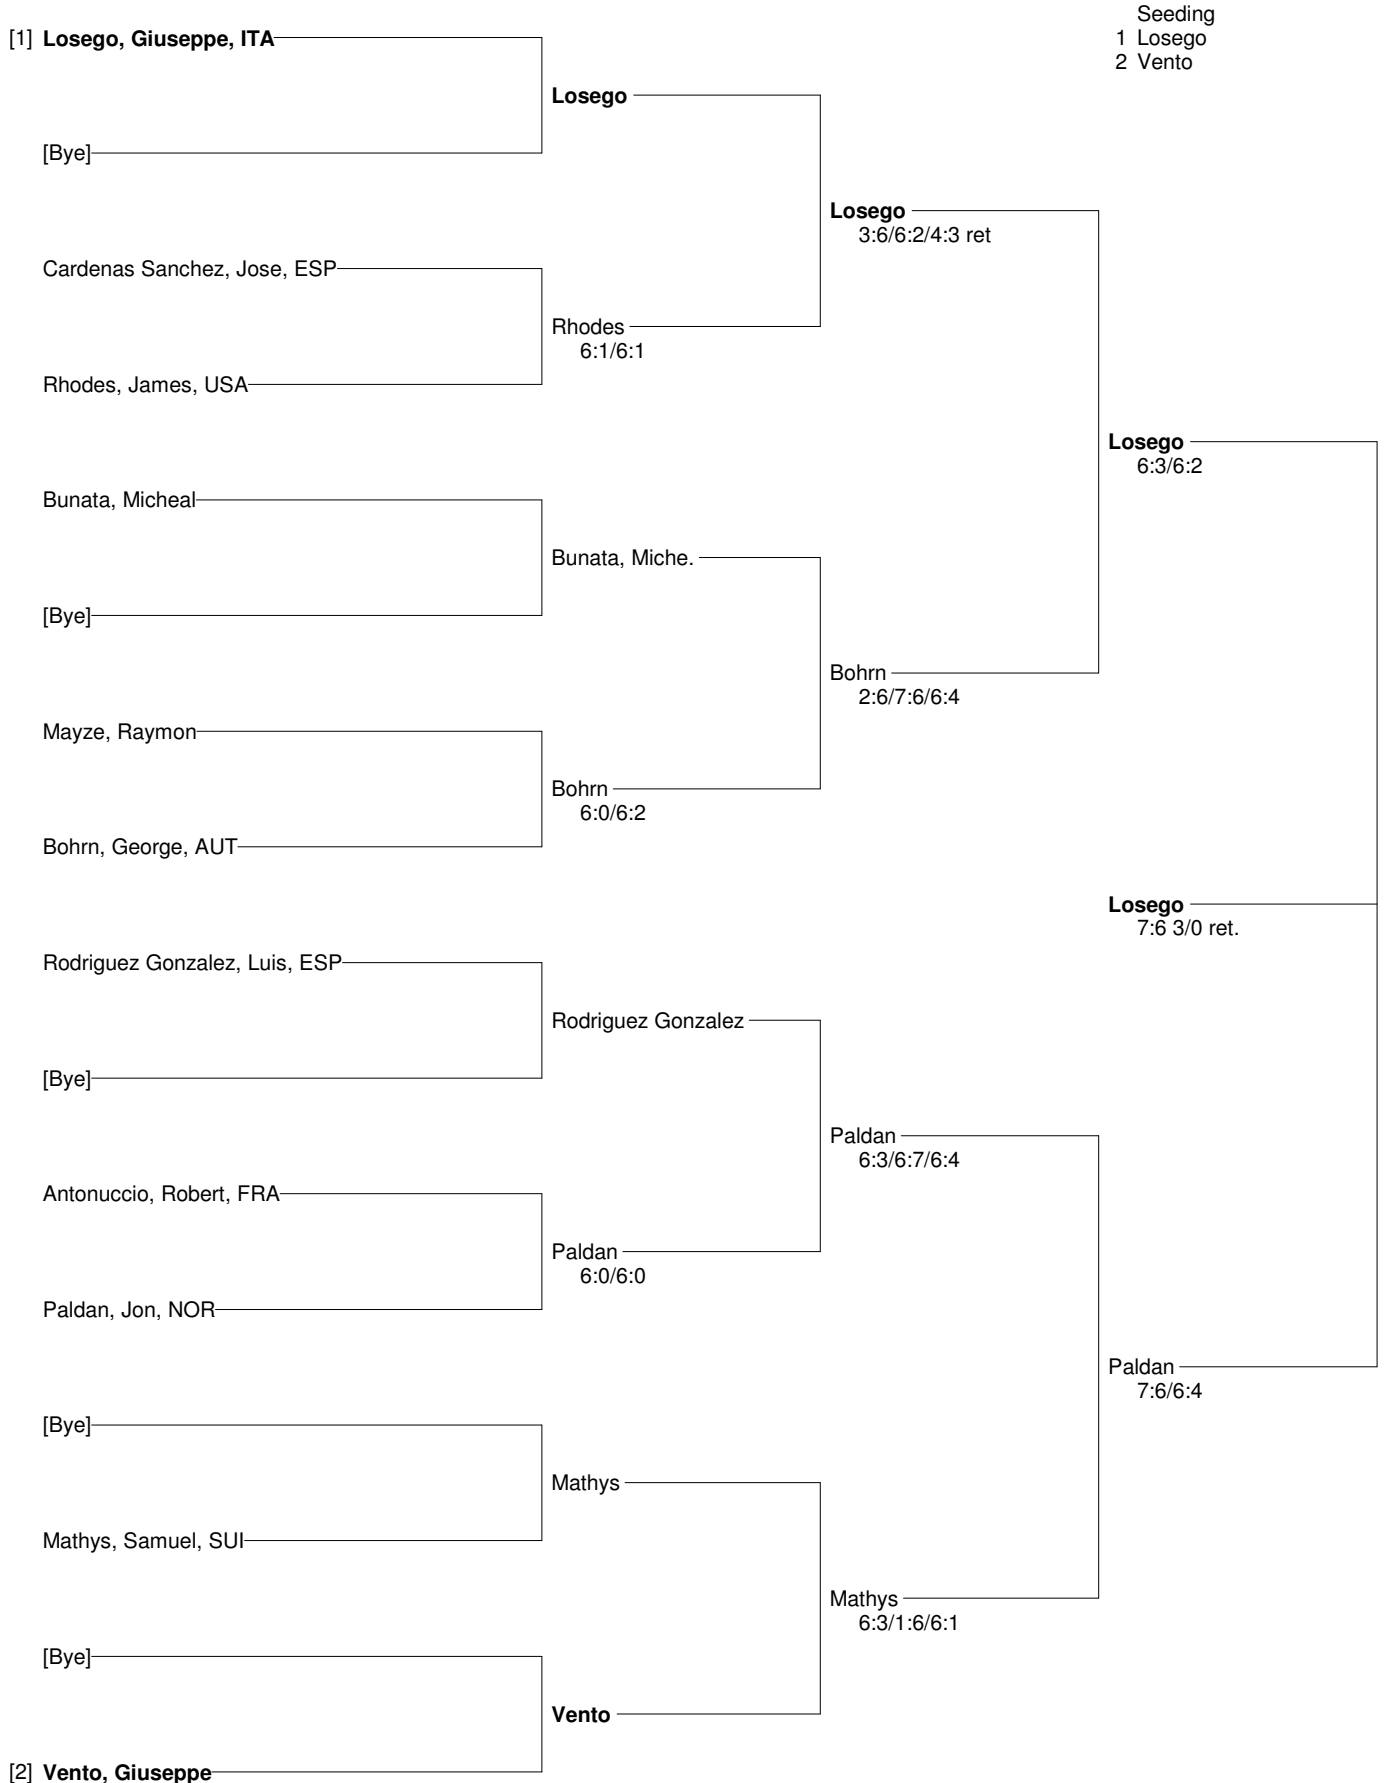 Seeding
1 Losego
2 Vento
[1] Losego, Giuseppe, ITA
Losego
[Bye]
Losego
3:6/6:2/4:3 ret
Cardenas Sanchez, Jose, ESP
Rhodes
6:1/6:1
Rhodes, James, USA
Losego
6:3/6:2
Bunata, Micheal
Bunata, Miche.
[Bye]
Bohrn
2:6/7:6/6:4
Mayze, Raymon
Bohrn
6:0/6:2
Bohrn, George, AUT
Losego
7:6 3/0 ret.
Rodriguez Gonzalez, Luis, ESP
Rodriguez Gonzalez
[Bye]
Paldan
6:3/6:7/6:4
Antonuccio, Robert, FRA
Paldan
6:0/6:0
Paldan, Jon, NOR
Paldan
7:6/6:4
[Bye]
Mathys
Mathys, Samuel, SUI
Mathys
6:3/1:6/6:1
[Bye]
Vento
[2] Vento, Giuseppe